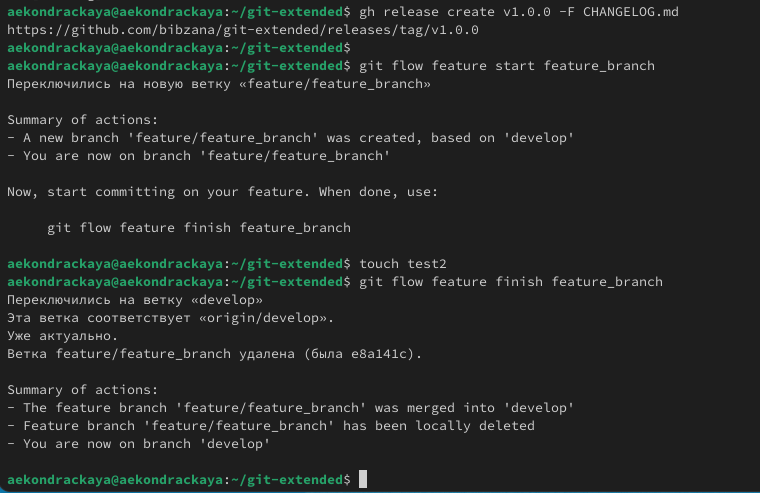 aekondrackaya@aekondrackaya:~/git-extended$ gh release create v1.0.0 -F CHANGELOG.md
https://github.com/bibzana/git-extended/releases/tag/v1.0.0
aekondrackaya@aekondrackaya:~/git-extended$
aekondrackaya@aekondrackaya:~/git-extended$ git flow feature start feature_branch
Переключились на новую ветку «feature/feature_branch»
Summary of actions:
- A new branch 'feature/feature_branch' was created, based on 'develop'
- You are now on branch 'feature/feature_branch'
Now, start committing on your feature. When done, use:
git flow feature finish feature_branch
aekondrackaya@aekondrackaya:~/git-extended$ touch test2
aekondrackaya@aekondrackaya:~/git-extended$ git flow feature finish feature_branch
Переключились на ветку «develop»
Эта ветка соответствует «origin/develop».
Уже актуально.
Ветка feature/feature_branch удалена (была e8a141c).
Summary of actions:
- The feature branch 'feature/feature_branch' was merged into 'develop'
- Feature branch 'feature/feature_branch' has been locally deleted
- You are now on branch 'develop'
aekondrackaya@aekondrackaya:~/git-extended$